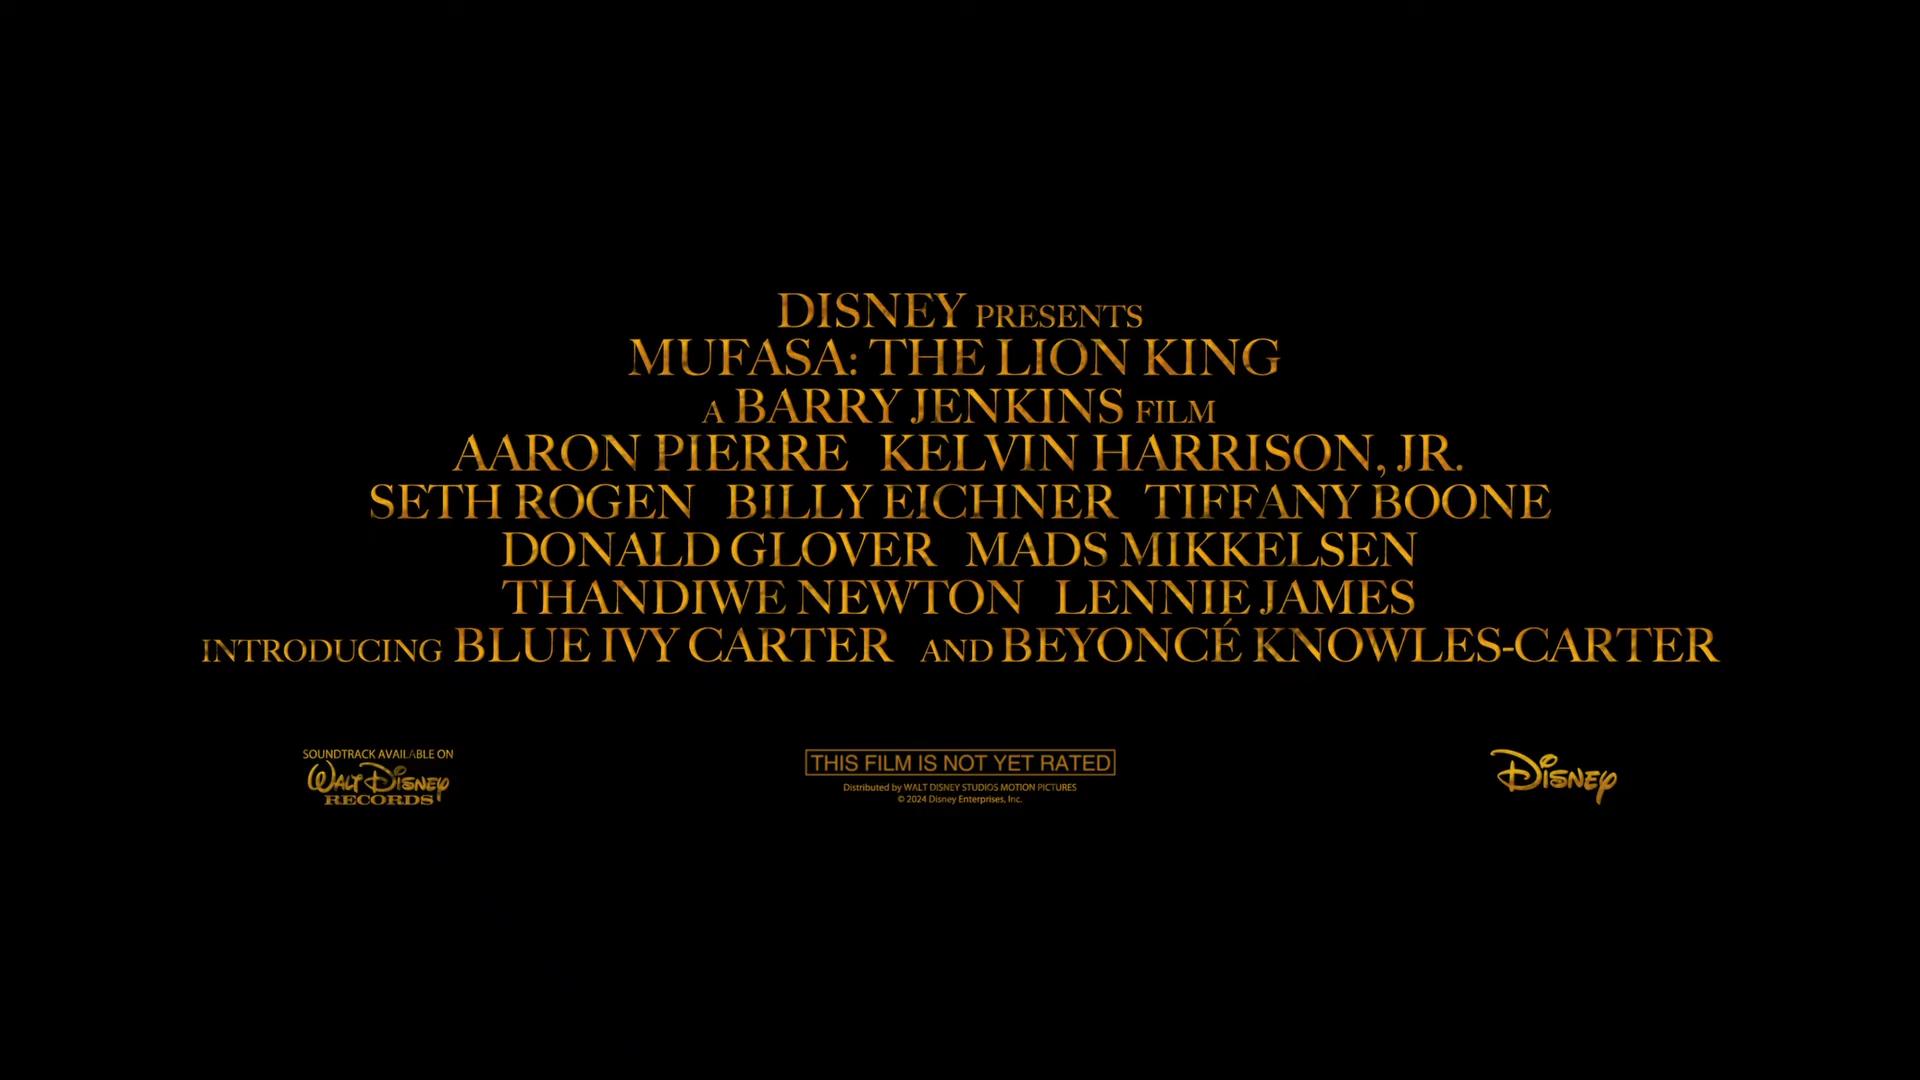 DISNEY PRESENTS
MUFASA: THE LION KING
A BARRY JENKINS FILM
AARON PIERRE KELVIN HARRISON, JR.
SETH ROGEN BILLY EICHNER TIFFANY BOONE
DONALD GLOVER MADS MIKKELSEN
THANDIWE NEWTON LENNIE JAMES
INTRODUCING BLUE IVY CARTER AND BEYONCÉ KNOWLES-CARTER
SOUNDTRACK AVAILABLE ON
WALT DISNEY
RECORDS
THIS FILM IS NOT YET RATED
Distributed by WALT DISNEY STUDIOS MOTION PICTURES
© 2024 Disney Enterprises, Inc.
DISNEY